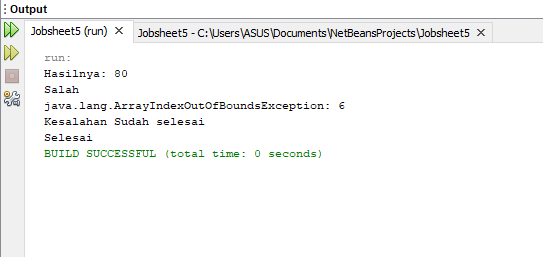 Output
Jobsheet5 (run) ×
Jobsheet5 - C:\Users\ASUS\Documents\NetBeansProjects\Jobsheet5 ×
run:
Hasilnya: 80
Salah
java.lang.ArrayIndexOutOfBoundsException: 6
Kesalahan Sudah selesai
Selesai
BUILD SUCCESSFUL (total time: 0 seconds)